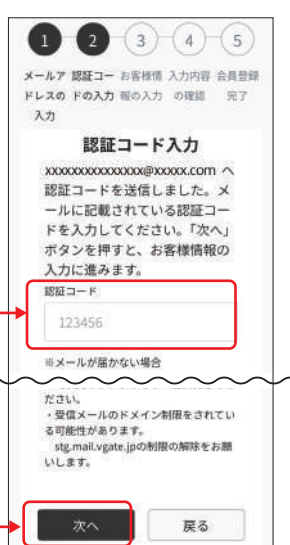 1 2 3 4 5
メールア 認証コー お客様情 入力内容 会員登録
ドレスの ドの入力 報の入力 の確認 完了
入力
認証コード入力
xxxxxxxxxxxxxxx@xxxxx.com へ
認証コードを送信しました。メ
ールに記載されている認証コー
ドを入力してください。「次へ」
ボタンを押すと、お客様情報の
入力に進みます。
認証コード
123456
※メールが届かない場合
ださい。
・受信メールのドメイン制限をされてい
る可能性があります。
stg.mail.vgate.jpの制限の解除をお願
いします。
次へ 戻る